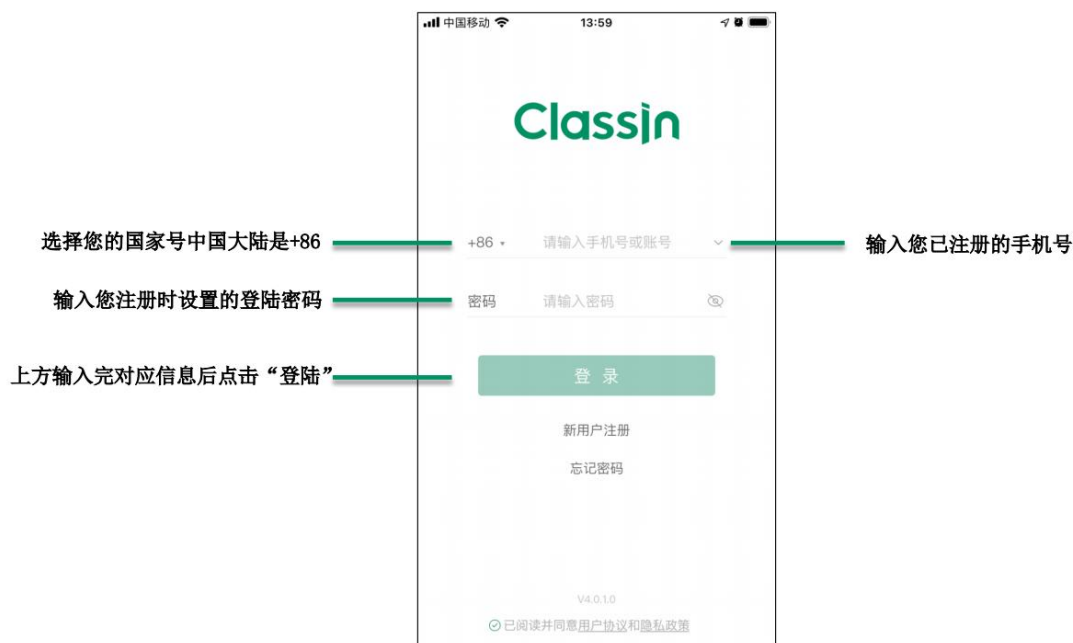 中国移动 13:59
ClassIn
选择您的国家号中国大陆是+86
+86 请输入手机号或账号
输入您已注册的手机号
输入您注册时设置的登陆密码
密码 请输入密码
上方输入完对应信息后点击“登陆”
登 录
新用户注册
忘记密码
V4.0.1.0
已阅读并同意用户协议和隐私政策